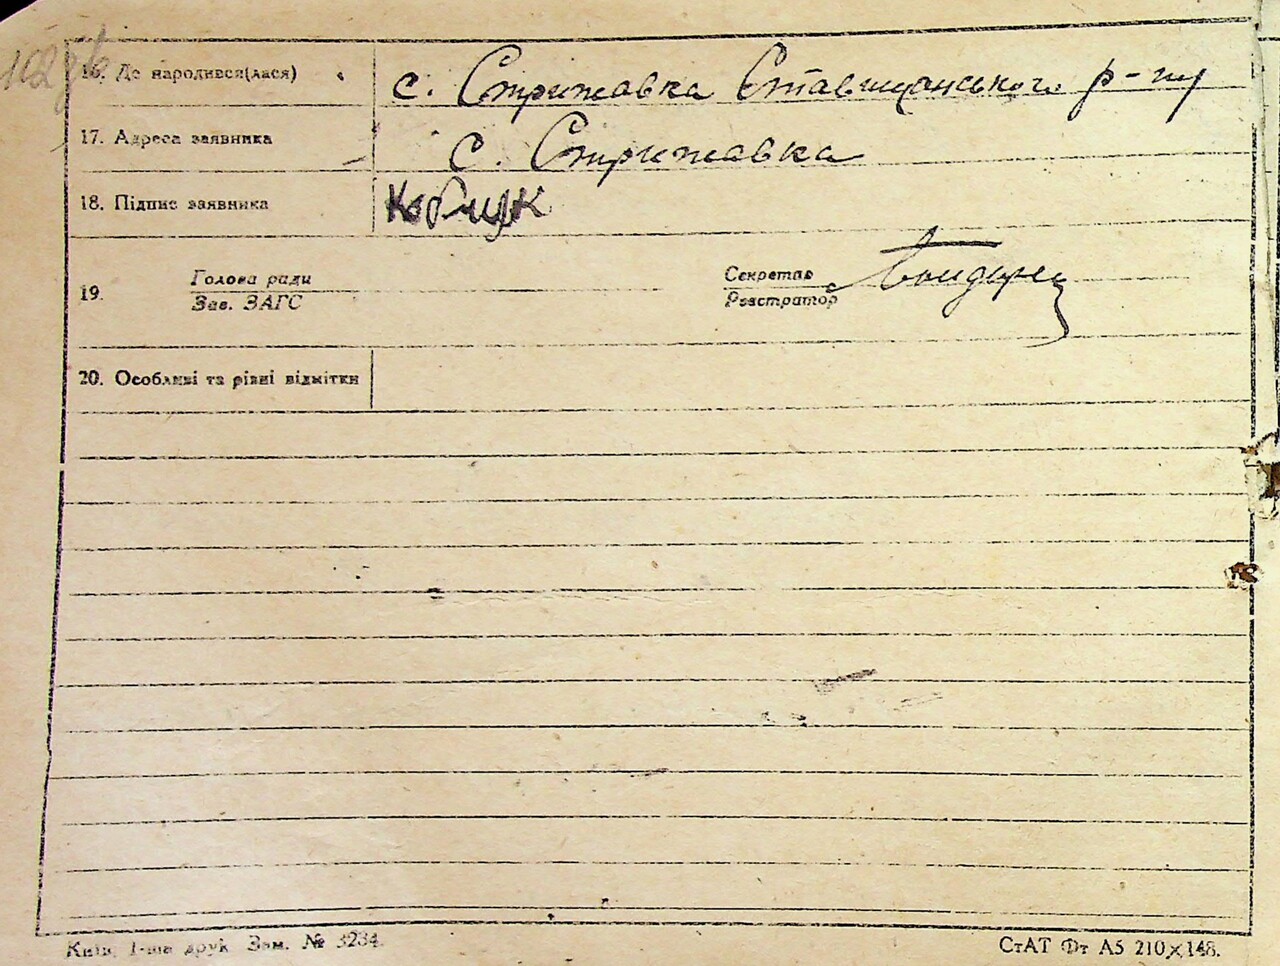 102 зв
16. Де народився(лася) с. Стрижавка Ставищанського р-ну
17. Адреса заявника с. Стрижавка
18. Підпис заявника
19. Голова ради Секретар
Зав. ЗАГС Реєстратор
20. Особливі та різні відмітки
Київ, 1-ша друк. Зам. № 3234. СтАТ Фт А5 210×148.